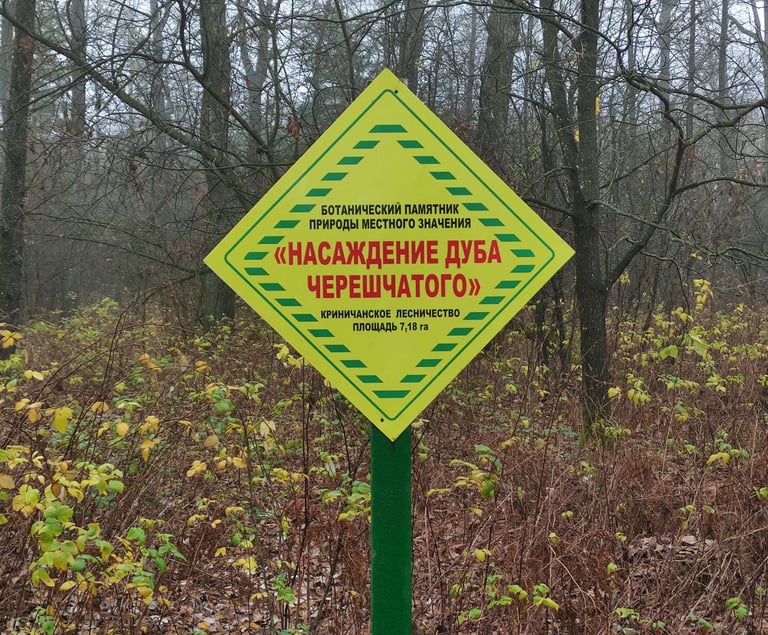 БОТАНИЧЕСКИЙ ПАМЯТНИК
ПРИРОДЫ МЕСТНОГО ЗНАЧЕНИЯ
«НАСАЖДЕНИЕ ДУБА
ЧЕРЕШЧАТОГО»
КРИНИЧАНСКОЕ ЛЕСНИЧЕСТВО
ПЛОЩАДЬ 7,18 га